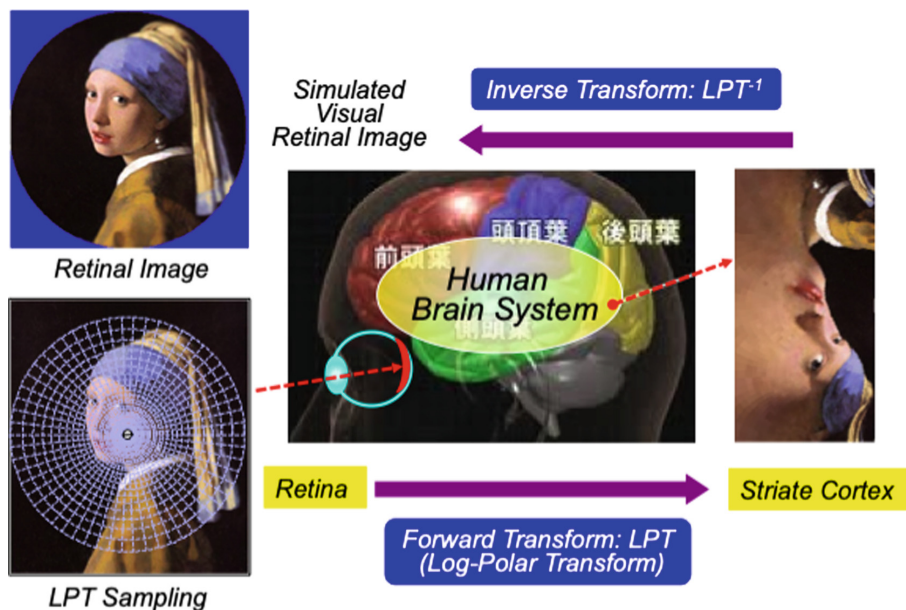 Simulated
Visual
Retinal Image
Inverse Transform: LPT-1
Retinal Image
前頭葉
頭頂葉
後頭葉
Human
Brain System
側頭葉
Retina
Striate Cortex
Forward Transform: LPT
(Log-Polar Transform)
LPT Sampling